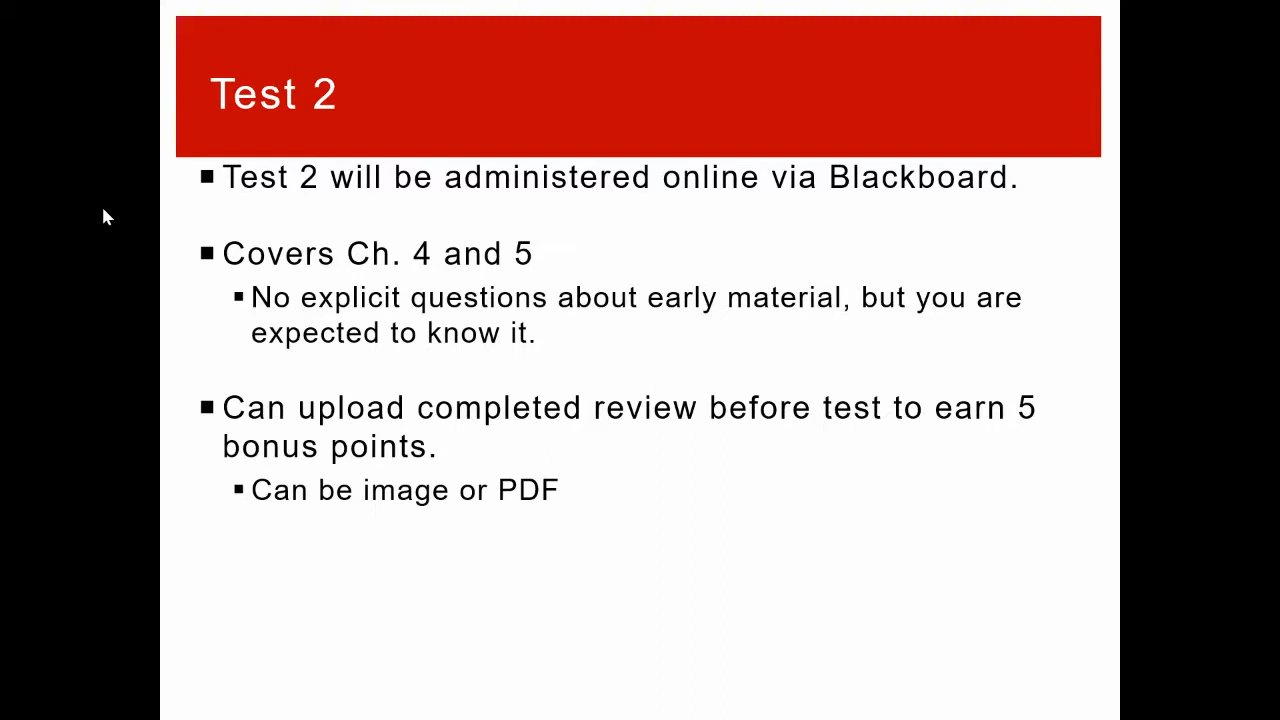 Test 2
▪ Test 2 will be administered online via Blackboard.
▪ Covers Ch. 4 and 5
▪ No explicit questions about early material, but you are
expected to know it.
▪ Can upload completed review before test to earn 5
bonus points.
▪ Can be image or PDF